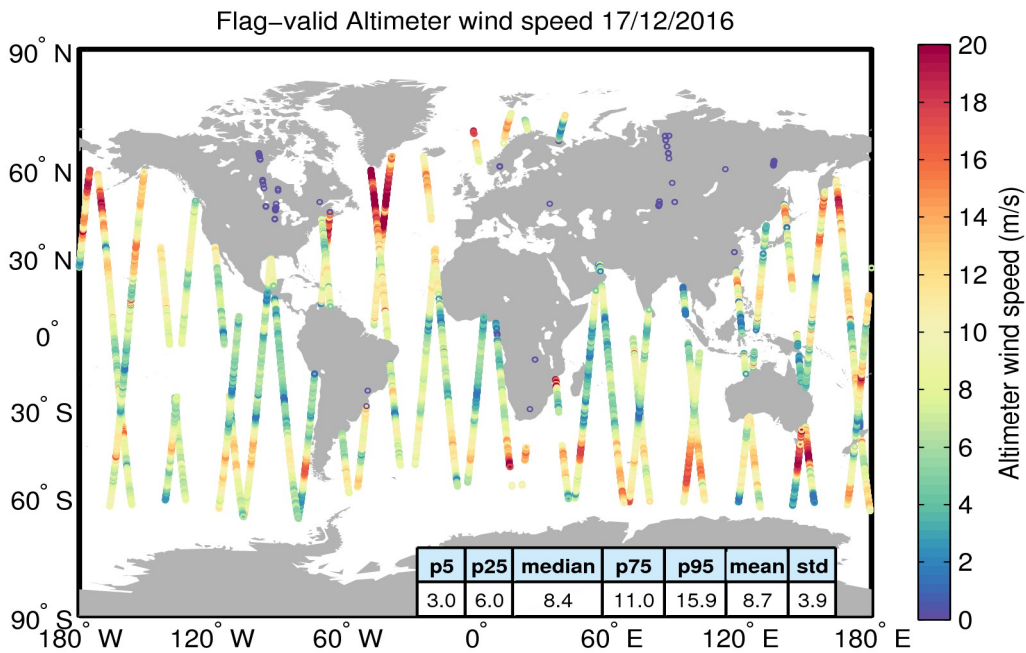 Flag−valid Altimeter wind speed 17/12/2016
90° N
60° N
30° N
0°
30° S
60° S
90° S
180° W
120° W
60° W
0°
60° E
120° E
180° E
p5 p25 median p75 p95 mean std
3.0 6.0 8.4 11.0 15.9 8.7 3.9
20
18
16
14
12
10
8
6
4
2
0
Altimeter wind speed (m/s)